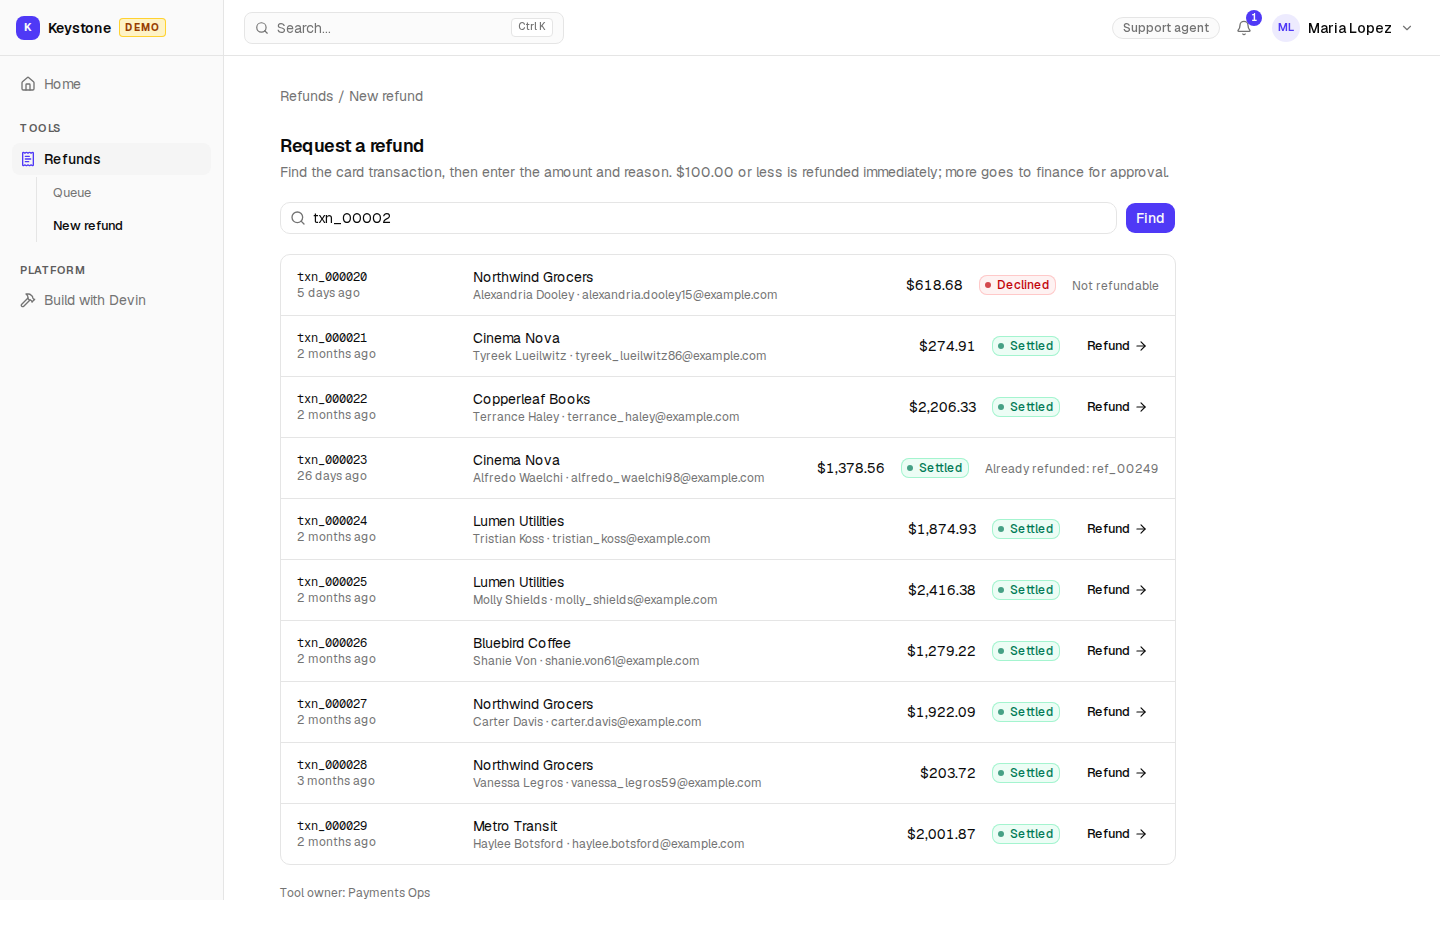 K Keystone DEMO
Search...
Ctrl K
Support agent
1
ML Maria Lopez
Home
TOOLS
Refunds
Queue
New refund
PLATFORM
Build with Devin
Refunds / New refund
Request a refund
Find the card transaction, then enter the amount and reason. $100.00 or less is refunded immediately; more goes to finance for approval.
txn_00002
Find
txn_000020
5 days ago
Northwind Grocers
Alexandria Dooley · alexandria.dooley15@example.com
$618.68 Declined Not refundable
txn_000021
2 months ago
Cinema Nova
Tyreek Lueilwitz · tyreek_lueilwitz86@example.com
$274.91 Settled Refund →
txn_000022
2 months ago
Copperleaf Books
Terrance Haley · terrance_haley@example.com
$2,206.33 Settled Refund →
txn_000023
26 days ago
Cinema Nova
Alfredo Waelchi · alfredo_waelchi98@example.com
$1,378.56 Settled Already refunded: ref_00249
txn_000024
2 months ago
Lumen Utilities
Tristian Koss · tristian_koss@example.com
$1,874.93 Settled Refund →
txn_000025
2 months ago
Lumen Utilities
Molly Shields · molly_shields@example.com
$2,416.38 Settled Refund →
txn_000026
2 months ago
Bluebird Coffee
Shanie Von · shanie.von61@example.com
$1,279.22 Settled Refund →
txn_000027
2 months ago
Northwind Grocers
Carter Davis · carter.davis@example.com
$1,922.09 Settled Refund →
txn_000028
3 months ago
Northwind Grocers
Vanessa Legros · vanessa_legros59@example.com
$203.72 Settled Refund →
txn_000029
2 months ago
Metro Transit
Haylee Botsford · haylee.botsford@example.com
$2,001.87 Settled Refund →
Tool owner: Payments Ops